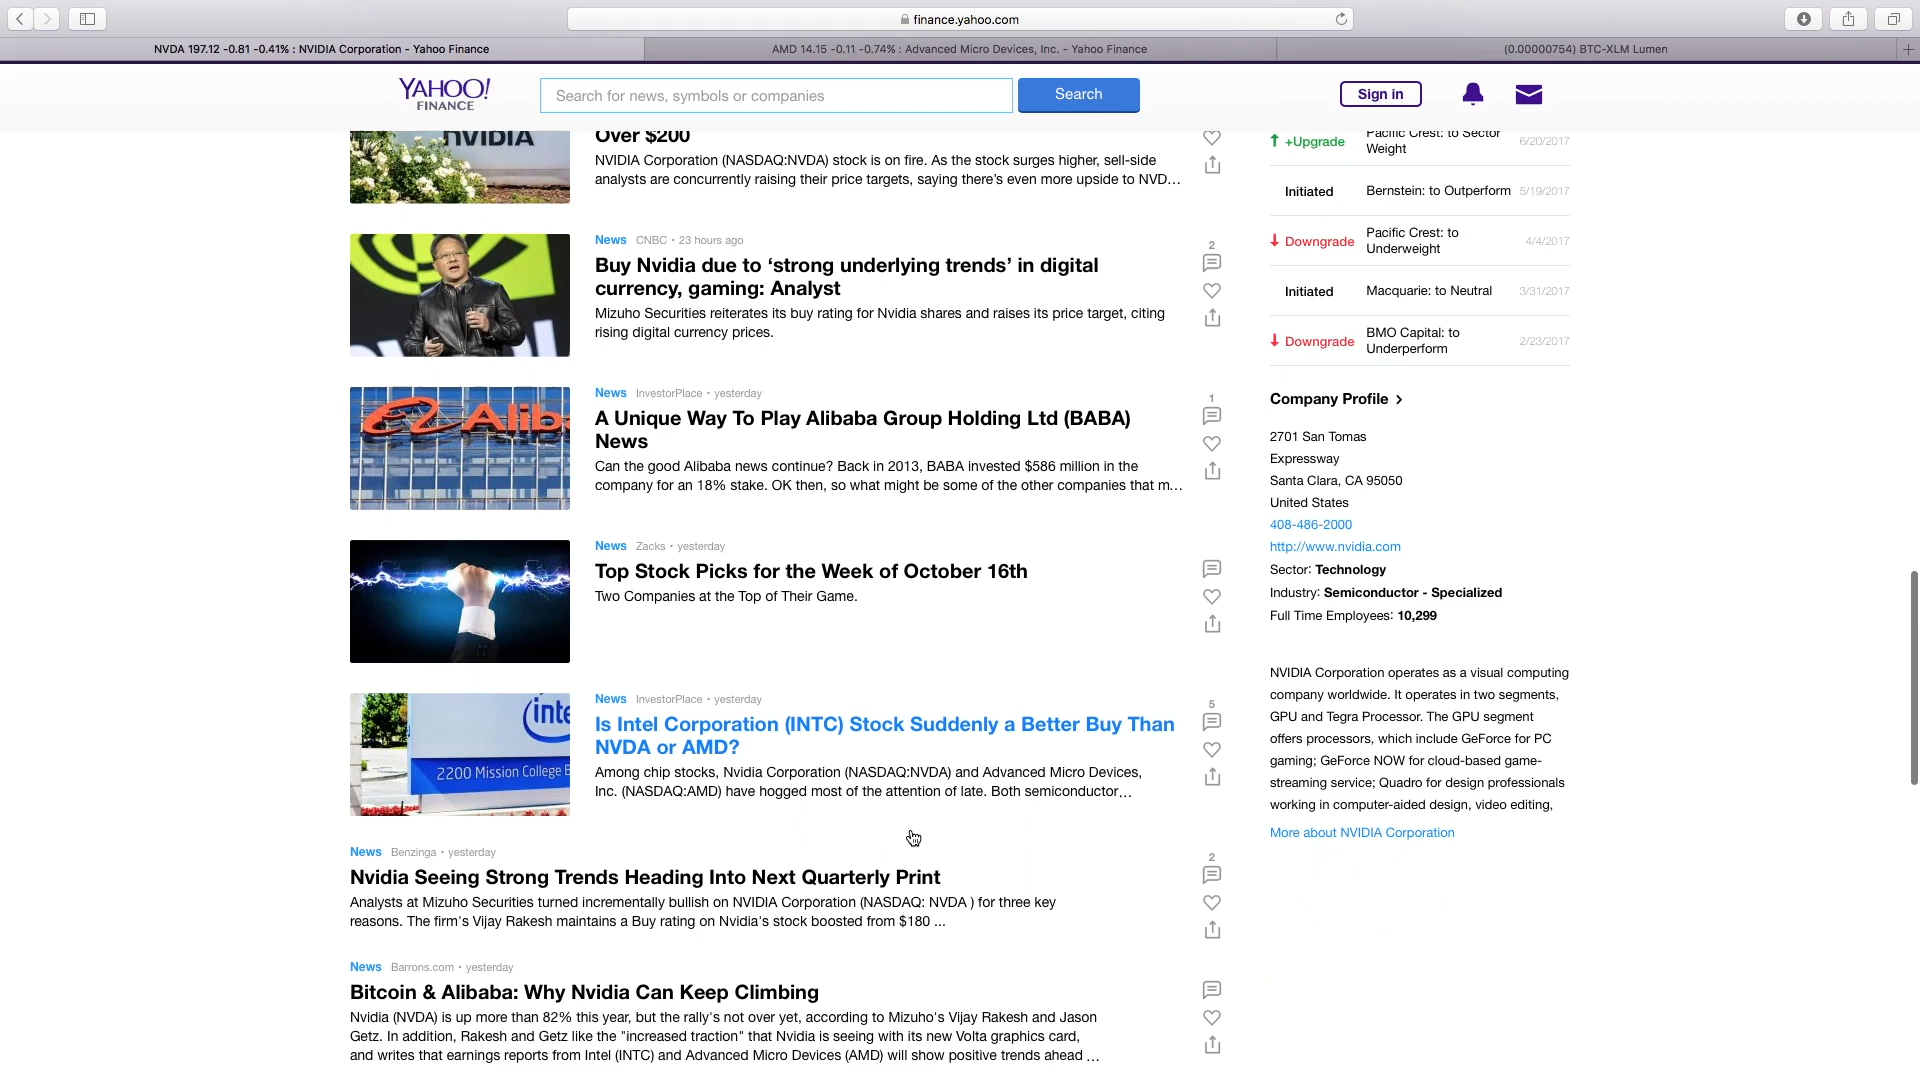 finance.yahoo.com
NVDA 197.12 -0.81 -0.41% : NVIDIA Corporation - Yahoo Finance
AMD 14.15 -0.11 -0.74% : Advanced Micro Devices, Inc. - Yahoo Finance
(0.00000754) BTC-XLM Lumen
YAHOO!
FINANCE
Search for news, symbols or companies
Search
Sign in
NVIDIA
Over $200
NVIDIA Corporation (NASDAQ:NVDA) stock is on fire. As the stock surges higher, sell-side
analysts are concurrently raising their price targets, saying there's even more upside to NVD...
News CNBC • 23 hours ago
Buy Nvidia due to ‘strong underlying trends’ in digital
currency, gaming: Analyst
Mizuho Securities reiterates its buy rating for Nvidia shares and raises its price target, citing
rising digital currency prices.
2
Alib
News InvestorPlace • yesterday
A Unique Way To Play Alibaba Group Holding Ltd (BABA)
News
Can the good Alibaba news continue? Back in 2013, BABA invested $586 million in the
company for an 18% stake. OK then, so what might be some of the other companies that m...
1
News Zacks • yesterday
Top Stock Picks for the Week of October 16th
Two Companies at the Top of Their Game.
inte
2200 Mission College B
News InvestorPlace • yesterday
Is Intel Corporation (INTC) Stock Suddenly a Better Buy Than
NVDA or AMD?
Among chip stocks, Nvidia Corporation (NASDAQ:NVDA) and Advanced Micro Devices,
Inc. (NASDAQ:AMD) have hogged most of the attention of late. Both semiconductor...
5
News Benzinga • yesterday
Nvidia Seeing Strong Trends Heading Into Next Quarterly Print
Analysts at Mizuho Securities turned incrementally bullish on NVIDIA Corporation (NASDAQ: NVDA ) for three key
reasons. The firm's Vijay Rakesh maintains a Buy rating on Nvidia's stock boosted from $180 ...
2
News Barrons.com • yesterday
Bitcoin & Alibaba: Why Nvidia Can Keep Climbing
Nvidia (NVDA) is up more than 82% this year, but the rally's not over yet, according to Mizuho's Vijay Rakesh and Jason
Getz. In addition, Rakesh and Getz like the "increased traction" that Nvidia is seeing with its new Volta graphics card,
and writes that earnings reports from Intel (INTC) and Advanced Micro Devices (AMD) will show positive trends ahead ...
+Upgrade
Pacific Crest: to Sector
Weight
6/20/2017
Initiated
Bernstein: to Outperform
5/19/2017
Downgrade
Pacific Crest: to
Underweight
4/4/2017
Initiated
Macquarie: to Neutral
3/31/2017
Downgrade
BMO Capital: to
Underperform
2/23/2017
Company Profile >
2701 San Tomas
Expressway
Santa Clara, CA 95050
United States
408-486-2000
http://www.nvidia.com
Sector: Technology
Industry: Semiconductor - Specialized
Full Time Employees: 10,299
NVIDIA Corporation operates as a visual computing
company worldwide. It operates in two segments,
GPU and Tegra Processor. The GPU segment
offers processors, which include GeForce for PC
gaming; GeForce NOW for cloud-based game-
streaming service; Quadro for design professionals
working in computer-aided design, video editing,
More about NVIDIA Corporation